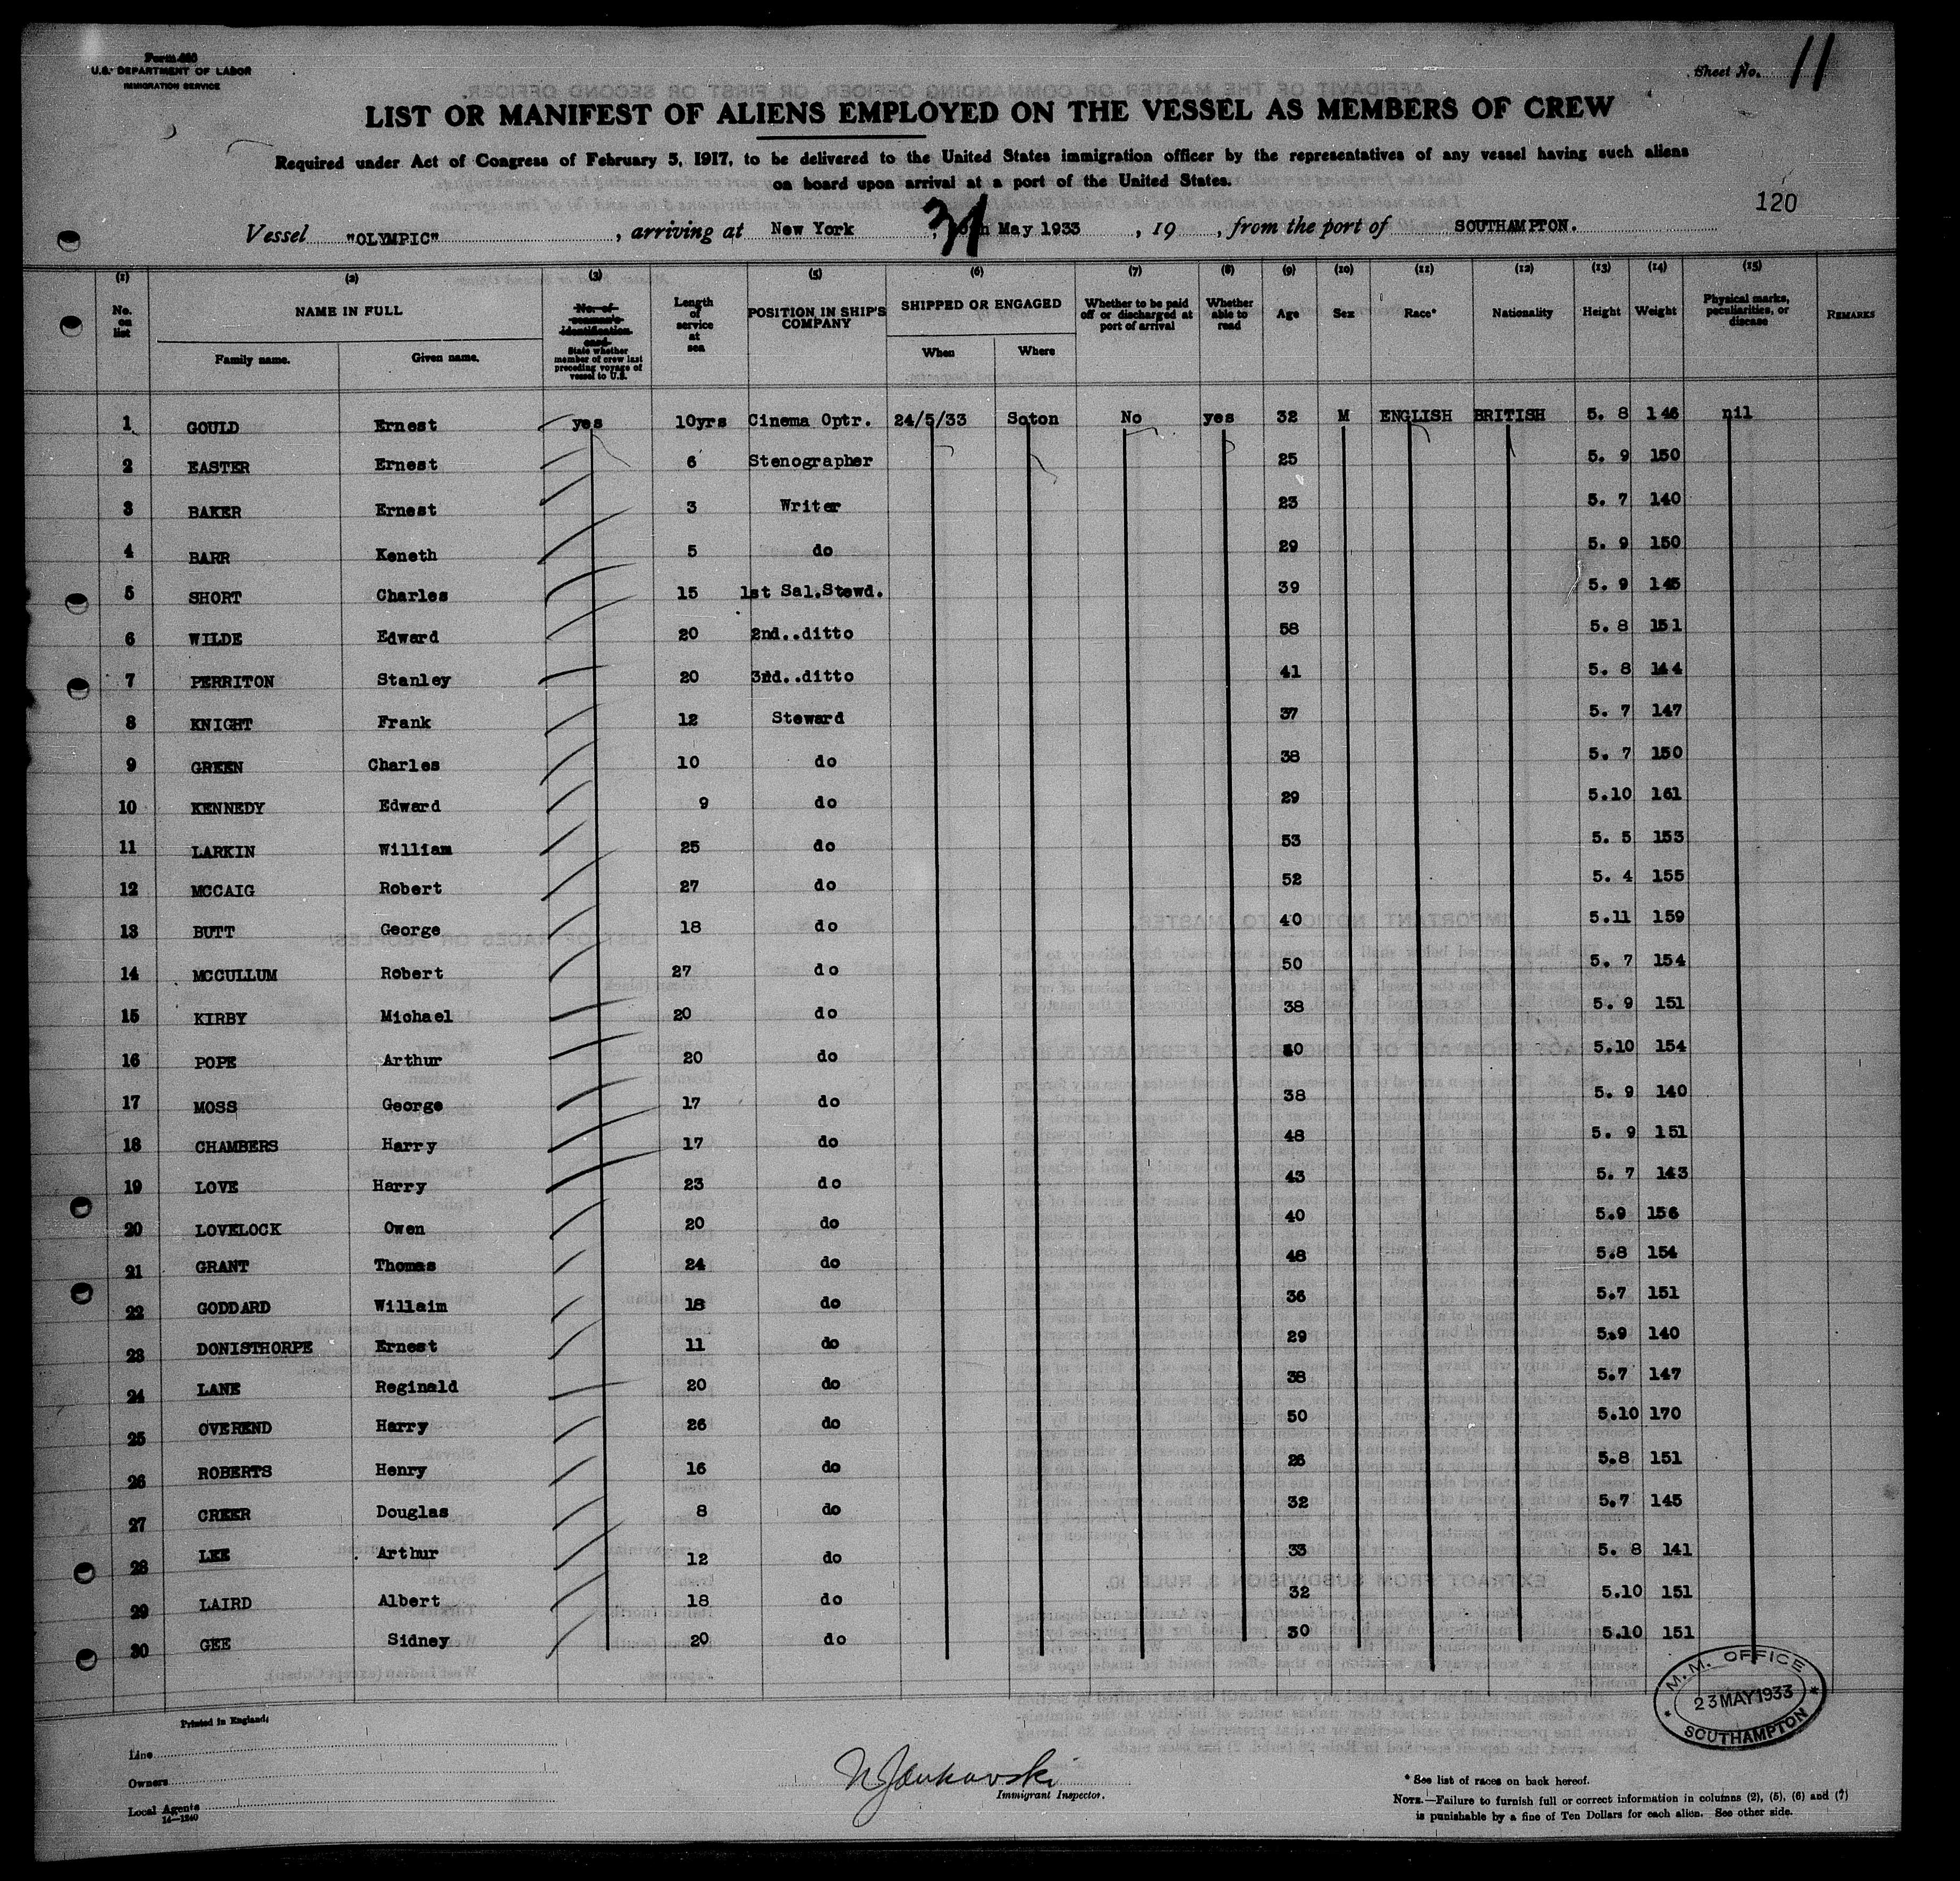 Form 680
U.S. DEPARTMENT OF LABOR
IMMIGRATION SERVICE
Sheet No. 11
LIST OR MANIFEST OF ALIENS EMPLOYED ON THE VESSEL AS MEMBERS OF CREW
Required under Act of Congress of February 5, 1917, to be delivered to the United States immigration officer by the representatives of any vessel having such aliens
on board upon arrival at a port of the United States.
120
Vessel "OLYMPIC", arriving at New York, 31 May 1933, 19 , from the port of SOUTHAMPTON.
(1) (2) (3) (5) (6) (7) (8) (9) (10) (11) (12) (13) (14) (15)
No. on list
NAME IN FULL
Family name. Given name.
No. of seaman's identification card
State whether member of crew last preceding voyage of vessel to U.S.
Length of service at sea
POSITION IN SHIP'S COMPANY
SHIPPED OR ENGAGED
When Where
Whether to be paid off or discharged at port of arrival
Whether able to read
Age
Sex
Race*
Nationality
Height
Weight
Physical marks, peculiarities, or disease
REMARKS
1 GOULD Ernest yes 10yrs Cinema Optr. 24/5/33 Soton No yes 32 M ENGLISH BRITISH 5. 8 146 nil
2 EASTER Ernest 6 Stenographer 25 5. 9 150
3 BAKER Ernest 3 Writer 23 5. 7 140
4 BARR Keneth 5 do 29 5. 9 150
5 SHORT Charles 15 1st Sal.Stewd. 39 5. 9 145
6 WILDE Edward 20 2nd..ditto 58 5. 8 151
7 PERRITON Stanley 20 3rd..ditto 41 5. 8 144
8 KNIGHT Frank 12 Steward 37 5. 7 147
9 GREEN Charles 10 do 38 5. 7 150
10 KENNEDY Edward 9 do 29 5.10 161
11 LARKIN William 25 do 53 5. 5 153
12 MCCAIG Robert 27 do 52 5. 4 155
13 BUTT George 18 do 40 5.11 159
14 MCCULLUM Robert 27 do 50 5. 7 154
15 KIRBY Michael 20 do 38 5. 9 151
16 POPE Arthur 20 do 5.10 154
17 MOSS George 17 do 38 5. 9 140
18 CHAMBERS Harry 17 do 48 5. 9 151
19 LOVE Harry 23 do 43 5. 7 143
20 LOVELOCK Owen 20 do 40 5.9 156
21 GRANT Thomas 24 do 48 5.8 154
22 GODDARD Willaim 18 do 36 5.7 151
23 DONISTHORPE Ernest 11 do 29 5.9 140
24 LANE Reginald 20 do 38 5.7 147
25 OVEREND Harry 26 do 50 5.10 170
26 ROBERTS Henry 16 do 5.8 151
27 CREER Douglas 8 do 32 5.7 145
28 LEE Arthur 12 do 33 5. 8 141
29 LAIRD Albert 18 do 32 5.10 151
30 GEE Sidney 20 do 5.10 151
M. M. OFFICE
23 MAY 1933
SOUTHAMPTON
Printed in England;
Line
Owners
Local Agents
14—1240
Immigrant Inspector.
* See list of races on back hereof.
NOTE.—Failure to furnish full or correct information in columns (2), (5), (6) and (7)
is punishable by a fine of Ten Dollars for each alien. See other side.